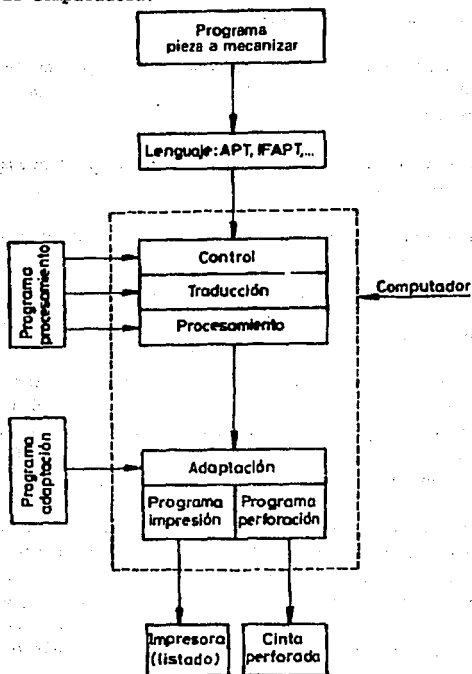 Programa
pieza a mecanizar
Lenguaje: APT, IFAPT,...
Control
Traducción
Procesamiento
Programa
procesamiento
Computador
Programa
adaptación
Adaptación
Programa
impresión
Programa
perforación
Impresora
(listado)
Cinta
perforada